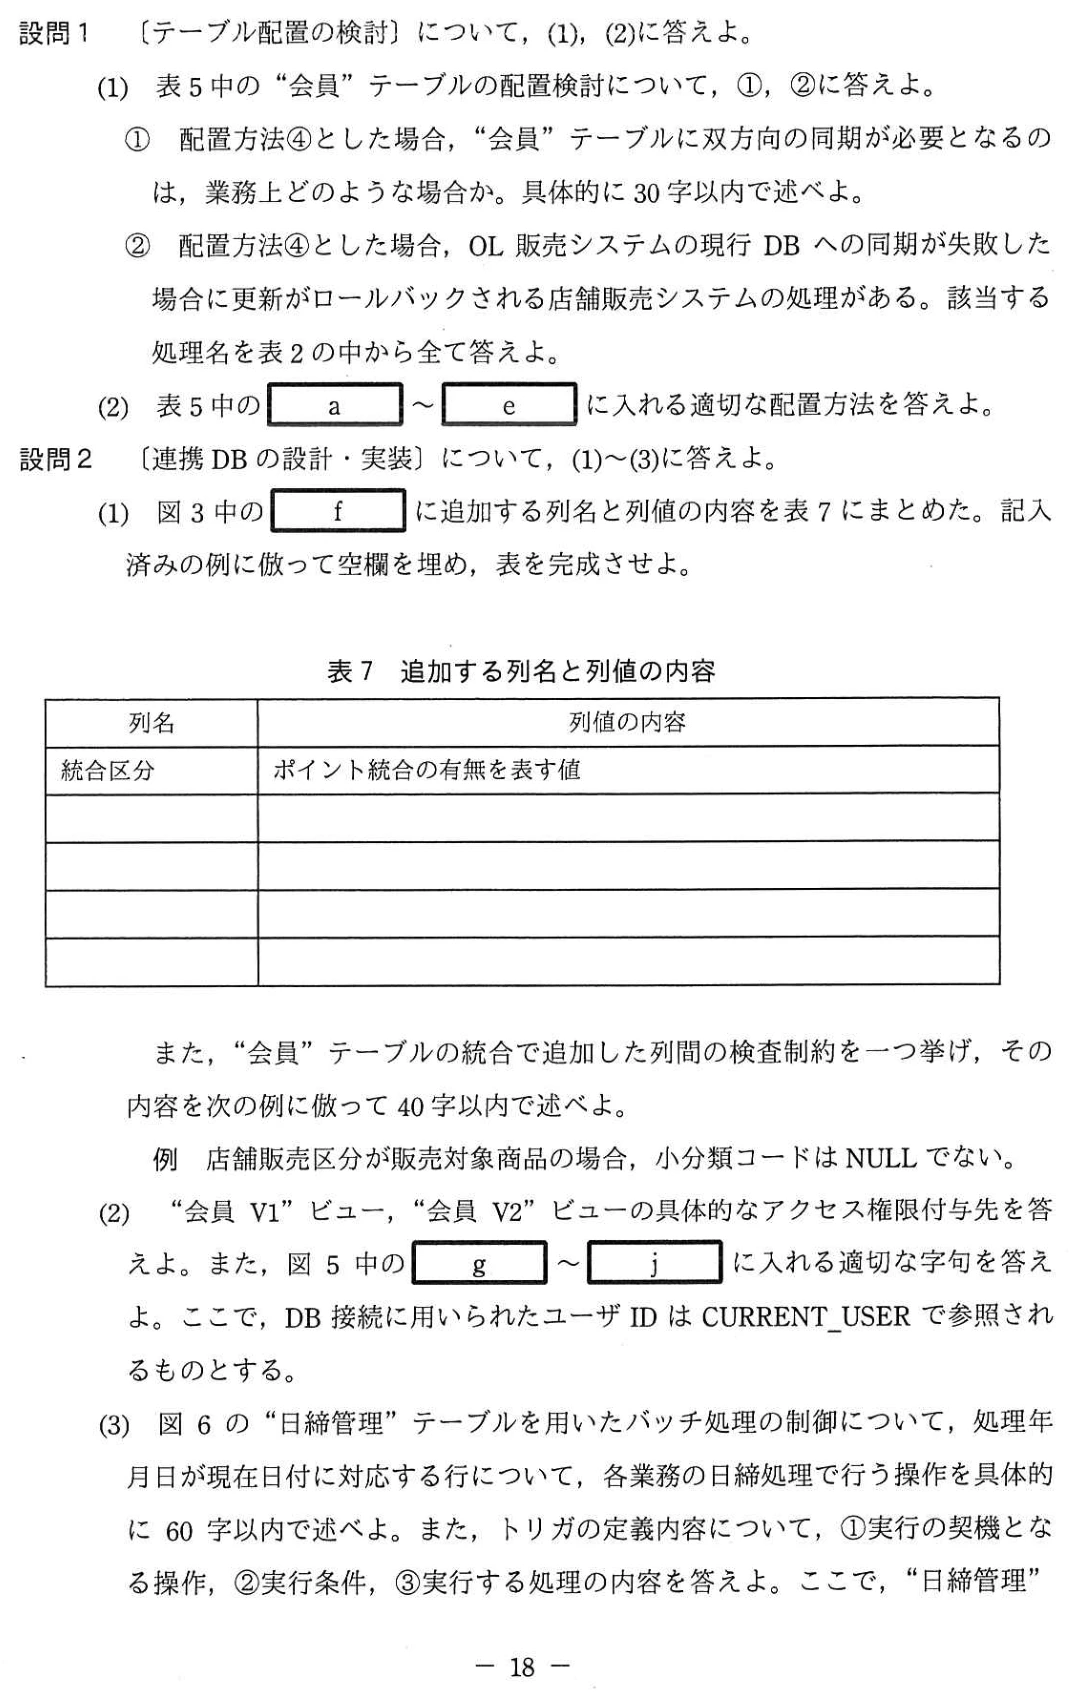 設問1　〔テーブル配置の検討〕について，(1)，(2)に答えよ。
(1)　表5中の“会員”テーブルの配置検討について，①，②に答えよ。
①　配置方法④とした場合，“会員”テーブルに双方向の同期が必要となるの
は，業務上どのような場合か。具体的に30字以内で述べよ。
②　配置方法④とした場合，OL販売システムの現行DBへの同期が失敗した
場合に更新がロールバックされる店舗販売システムの処理がある。該当する
処理名を表2の中から全て答えよ。
(2)　表5中の a ～ e に入れる適切な配置方法を答えよ。
設問2　〔連携DBの設計・実装〕について，(1)～(3)に答えよ。
(1)　図3中の f に追加する列名と列値の内容を表7にまとめた。記入
済みの例に倣って空欄を埋め，表を完成させよ。
表7　追加する列名と列値の内容
列名　列値の内容
統合区分　ポイント統合の有無を表す値
また，“会員”テーブルの統合で追加した列間の検査制約を一つ挙げ，その
内容を次の例に倣って40字以内で述べよ。
例　店舗販売区分が販売対象商品の場合，小分類コードはNULLでない。
(2)　“会員V1”ビュー，“会員V2”ビューの具体的なアクセス権限付与先を答
えよ。また，図5中の g ～ j に入れる適切な字句を答え
よ。ここで，DB接続に用いられたユーザIDはCURRENT_USERで参照され
るものとする。
(3)　図6の“日締管理”テーブルを用いたバッチ処理の制御について，処理年
月日が現在日付に対応する行について，各業務の日締処理で行う操作を具体的
に60字以内で述べよ。また，トリガの定義内容について，①実行の契機とな
る操作，②実行条件，③実行する処理の内容を答えよ。ここで，“日締管理”
－ 18 －